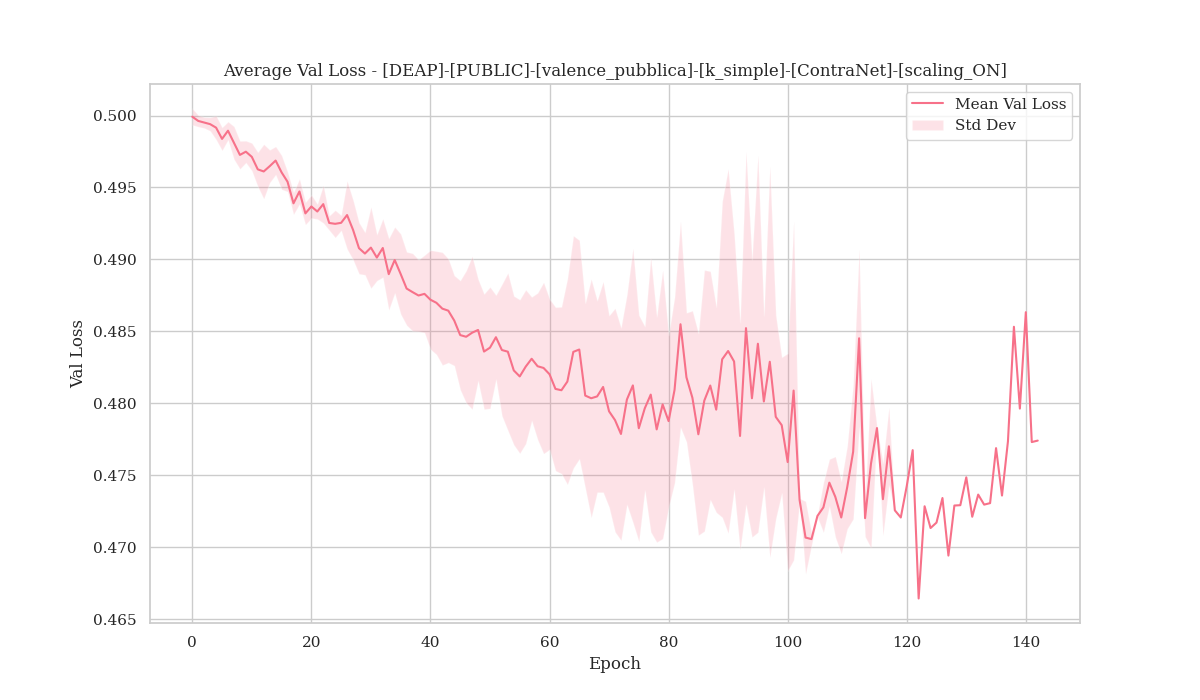 Average Val Loss - [DEAP]-[PUBLIC]-[valence_pubblica]-[k_simple]-[ContraNet]-[scaling_ON]
Mean Val Loss
Std Dev
0.500
0.495
0.490
0.485
0.480
0.475
0.470
0.465
Val Loss
0 20 40 60 80 100 120 140
Epoch